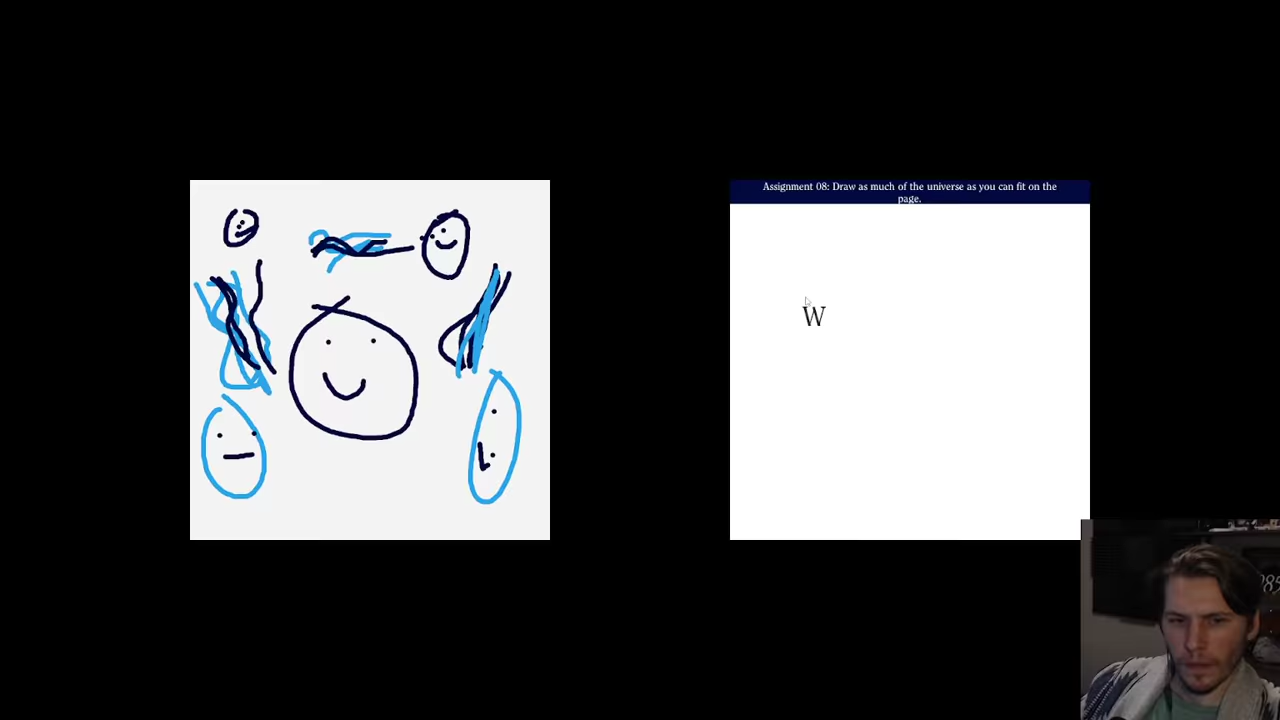 Assignment 08: Draw as much of the universe as you can fit on the
page.
W